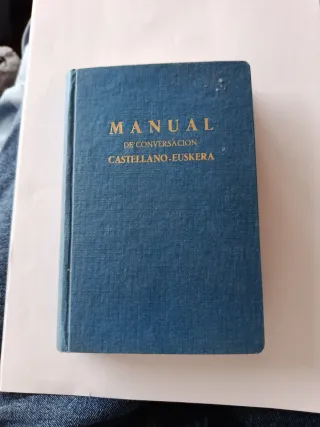 MANUAL
DE CONVERSACION
CASTELLANO-EUSKERA